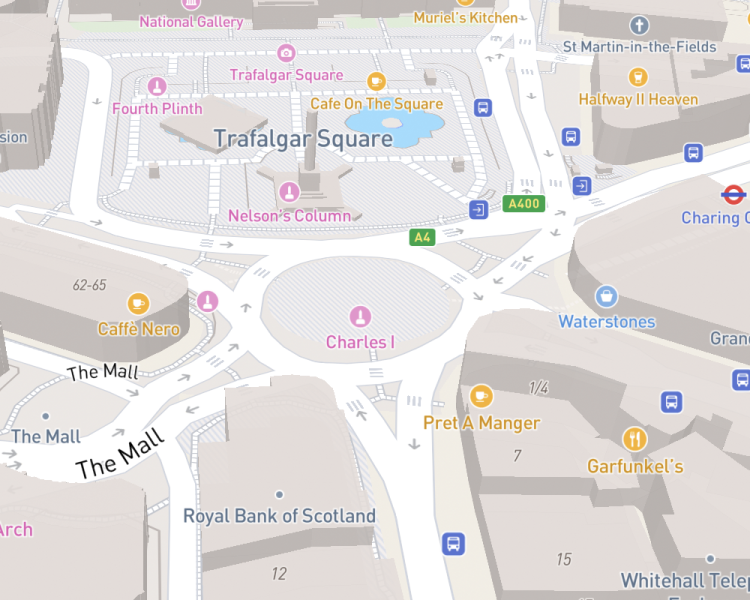 National Gallery
Muriel's Kitchen
St Martin-in-the-Fields
Trafalgar Square
Cafe On The Square
Fourth Plinth
Halfway II Heaven
sion
Trafalgar Square
Nelson's Column
A400
Charing C
A4
62-65
Caffè Nero
Charles I
Waterstones
Gran
The Mall
1/4
Pret A Manger
The Mall
The Mall
7
Garfunkel's
Royal Bank of Scotland
Arch
12
15
Whitehall Telep